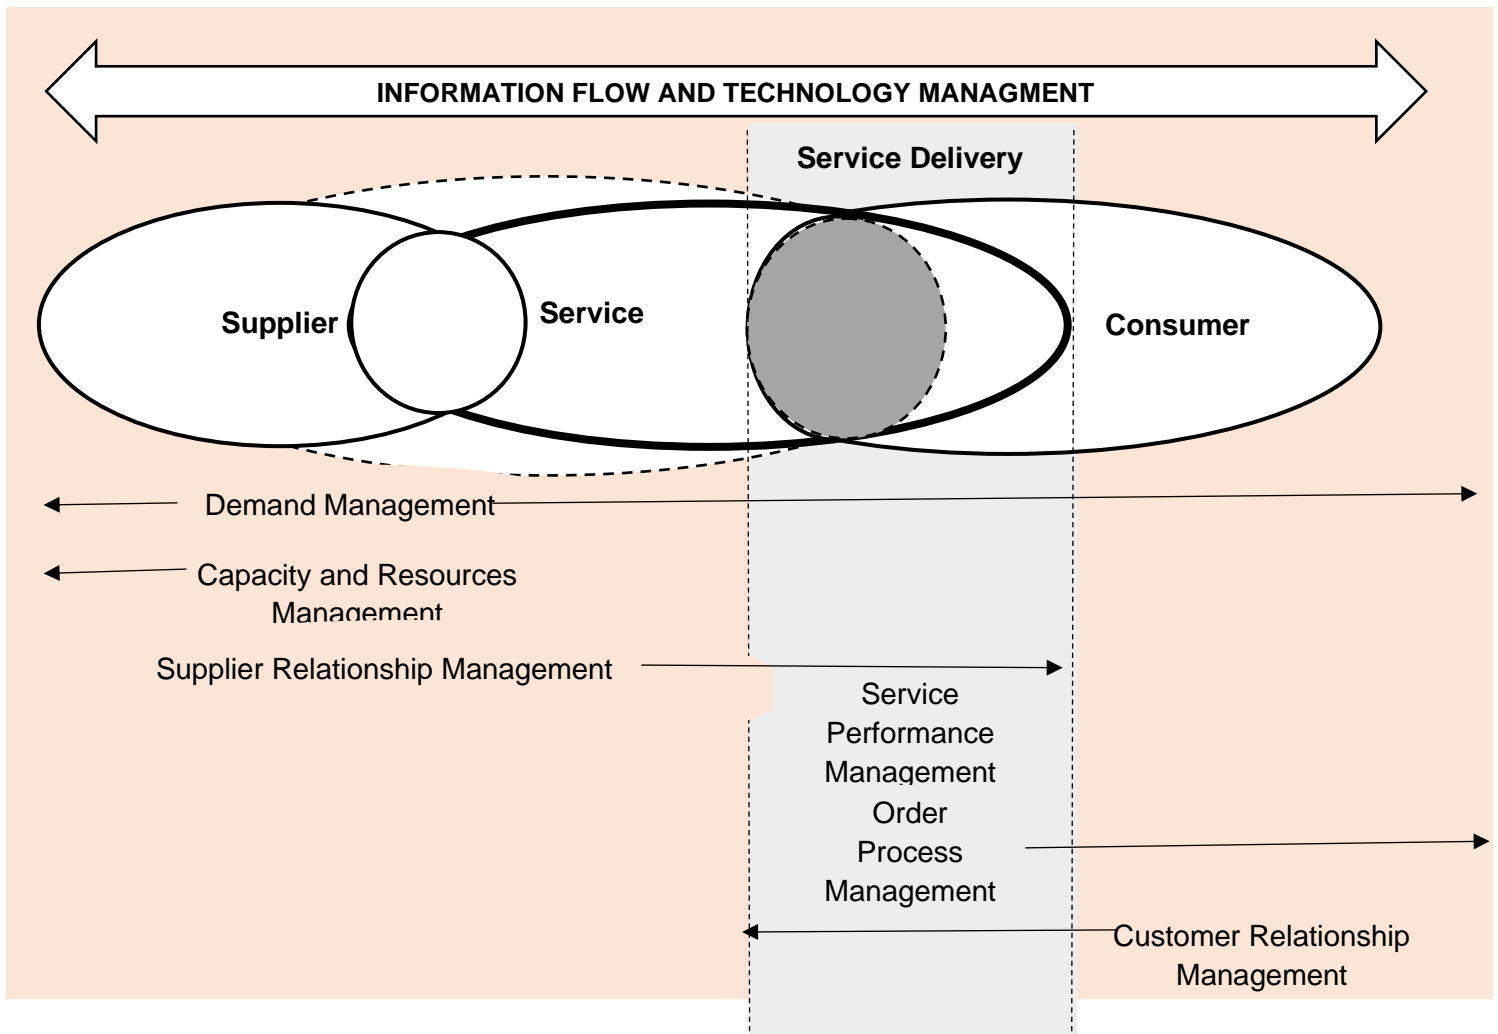 INFORMATION FLOW AND TECHNOLOGY MANAGMENT
Service Delivery
Supplier
Service
Consumer
Demand Management
Capacity and Resources
Management
Supplier Relationship Management
Service
Performance
Management
Order
Process
Management
Customer Relationship
Management